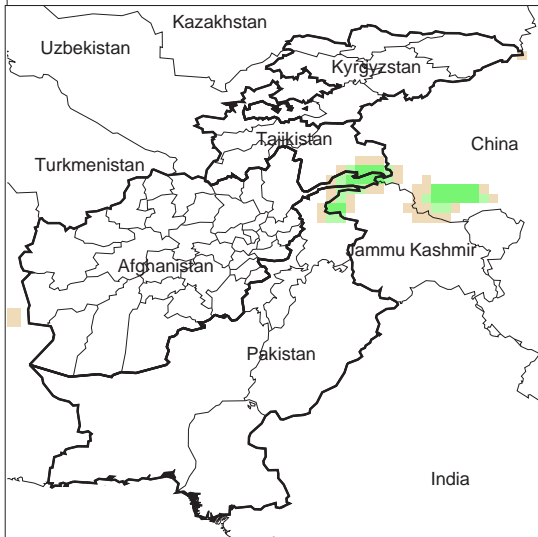 Kazakhstan
Uzbekistan
Kyrgyzstan
Tajikistan
China
Turkmenistan
Jammu Kashmir
Afghanistan
Pakistan
India